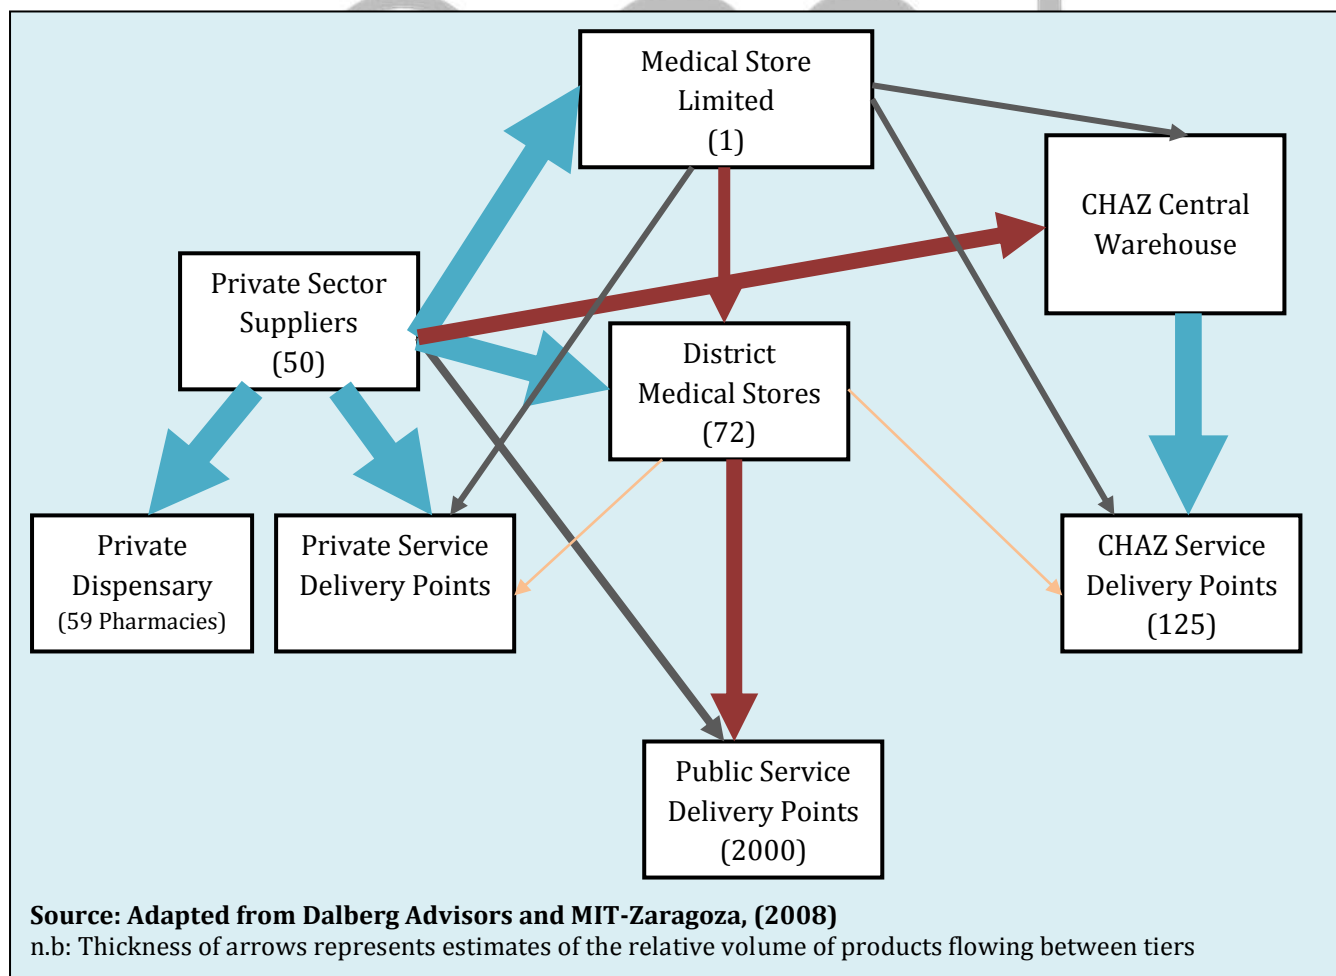 Medical Store
Limited
(1)
CHAZ Central
Warehouse
Private Sector
Suppliers
(50)
District
Medical Stores
(72)
Private
Dispensary
(59 Pharmacies)
Private Service
Delivery Points
CHAZ Service
Delivery Points
(125)
Public Service
Delivery Points
(2000)
Source: Adapted from Dalberg Advisors and MIT-Zaragoza, (2008)
n.b: Thickness of arrows represents estimates of the relative volume of products flowing between tiers